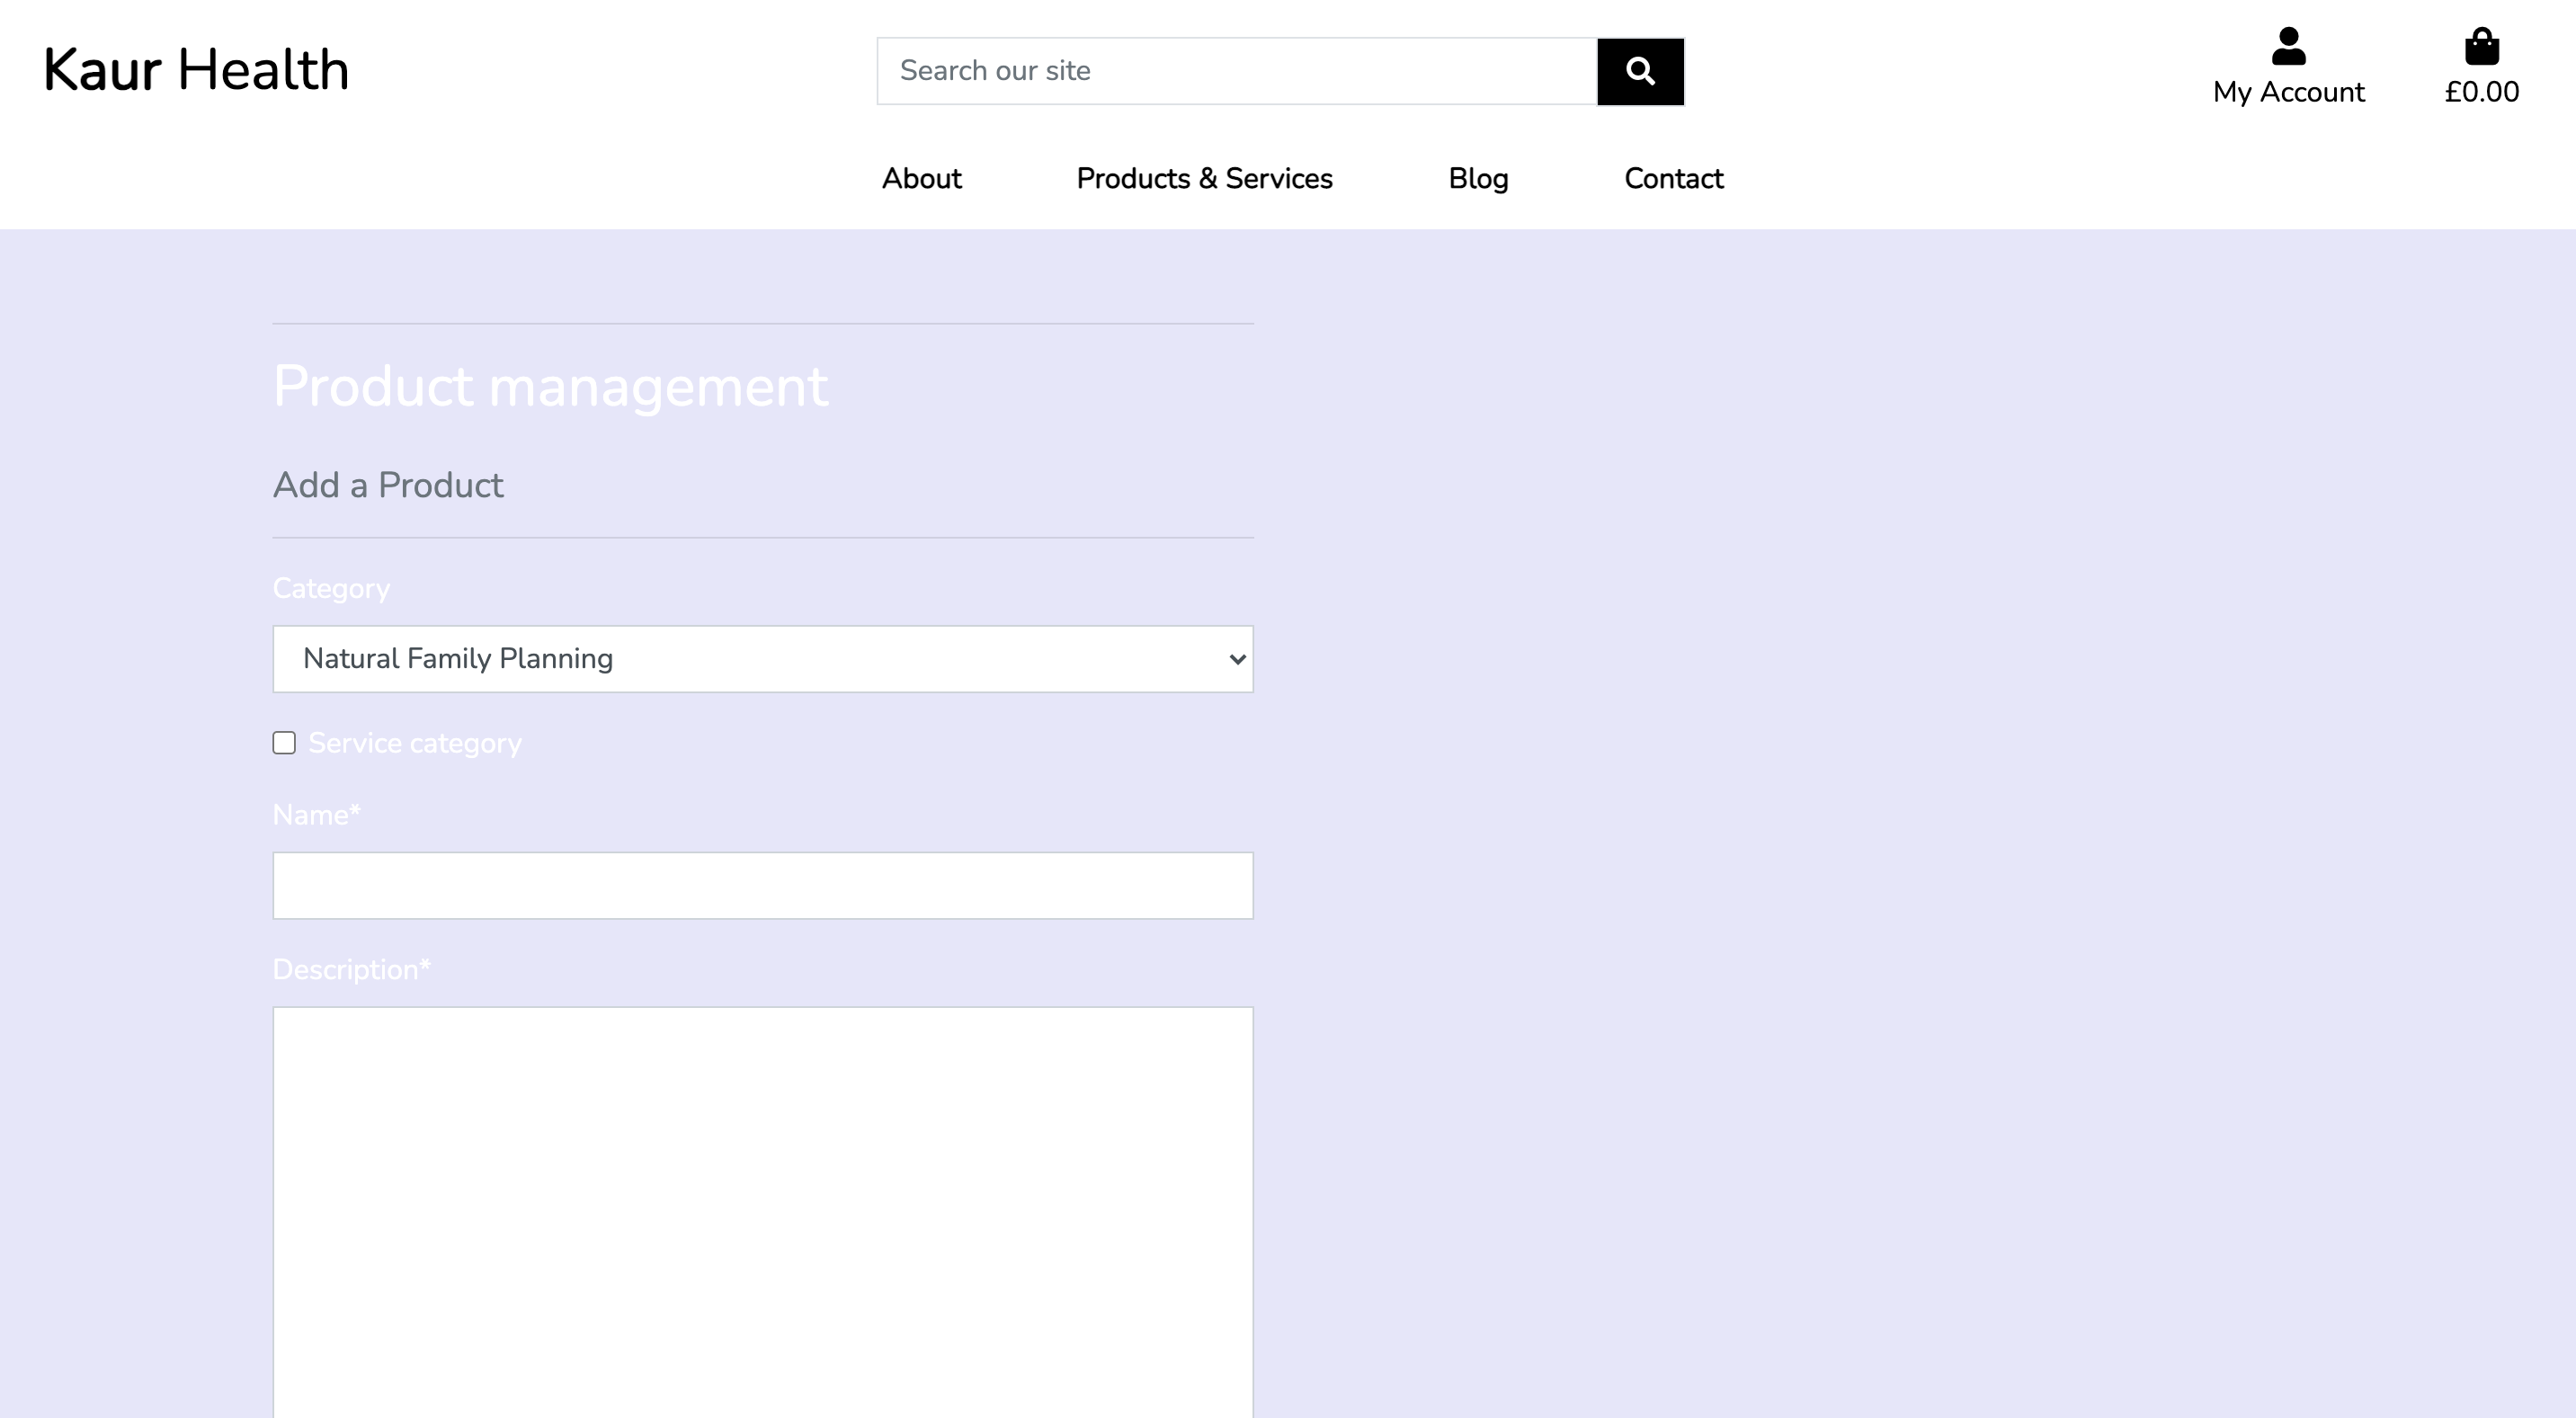 Kaur Health
Search our site
My Account
£0.00
About
Products & Services
Blog
Contact
Product management
Add a Product
Category
Natural Family Planning
Service category
Name*
Description*